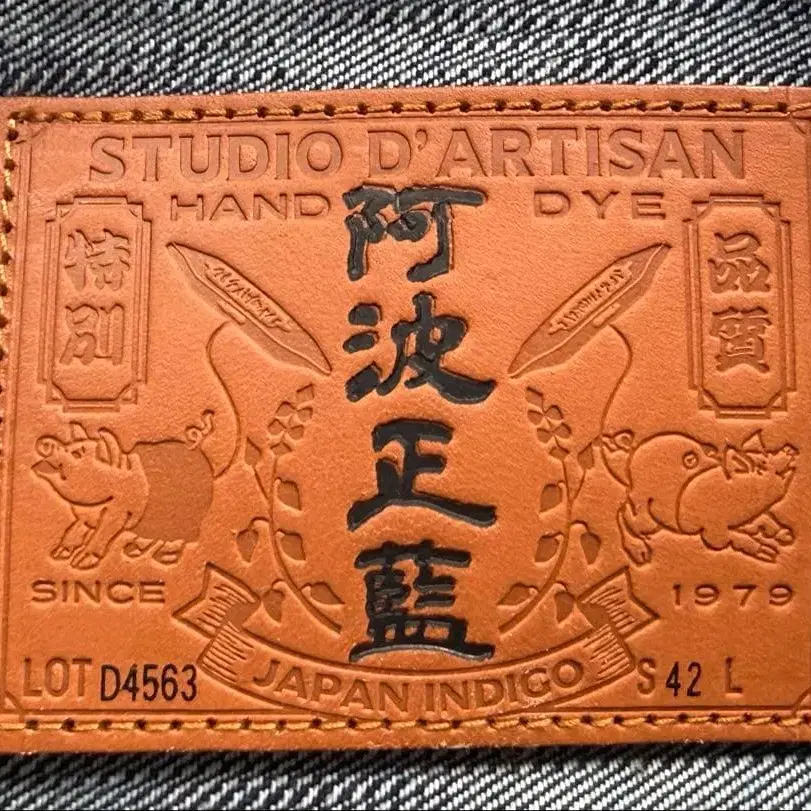 STUDIO D'ARTISAN
HAND DYE
特別
阿波正藍
品質
SINCE 1979
JAPAN INDIGO
LOT D4563 S 42 L